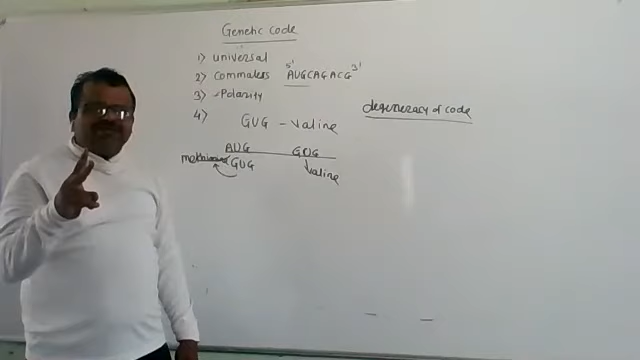 Genetic code
1) universal
2) Commaless 5' AUGCAGACG 3'
3) Polarity
4) GUG - Valine
degeneracy of code
AUG GUG
methionine GUG Valine